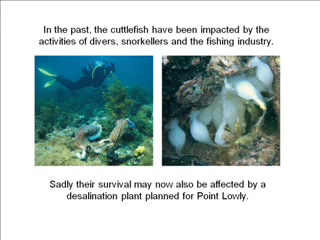 In the past, the cuttlefish have been impacted by the
activities of divers, snorkellers and the fishing industry.
Sadly their survival may now also be affected by a
desalination plant planned for Point Lowly.